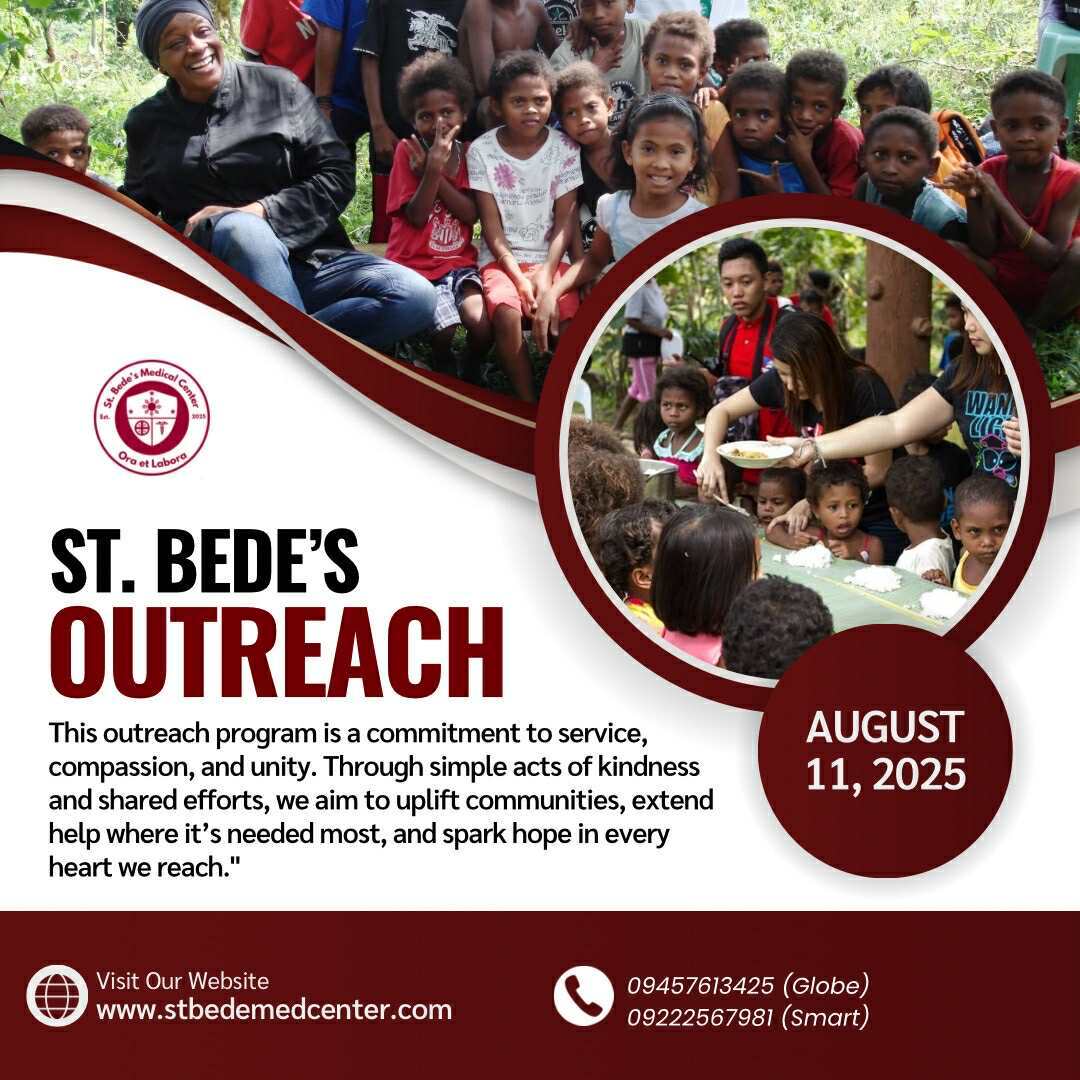 St. Bede's Medical Center
Est. 2025
Ora et Labora
ST. BEDE'S
OUTREACH
This outreach program is a commitment to service,
compassion, and unity. Through simple acts of kindness
and shared efforts, we aim to uplift communities, extend
help where it's needed most, and spark hope in every
heart we reach."
AUGUST
11, 2025
Visit Our Website
www.stbedemedcenter.com
09457613425 (Globe)
09222567981 (Smart)